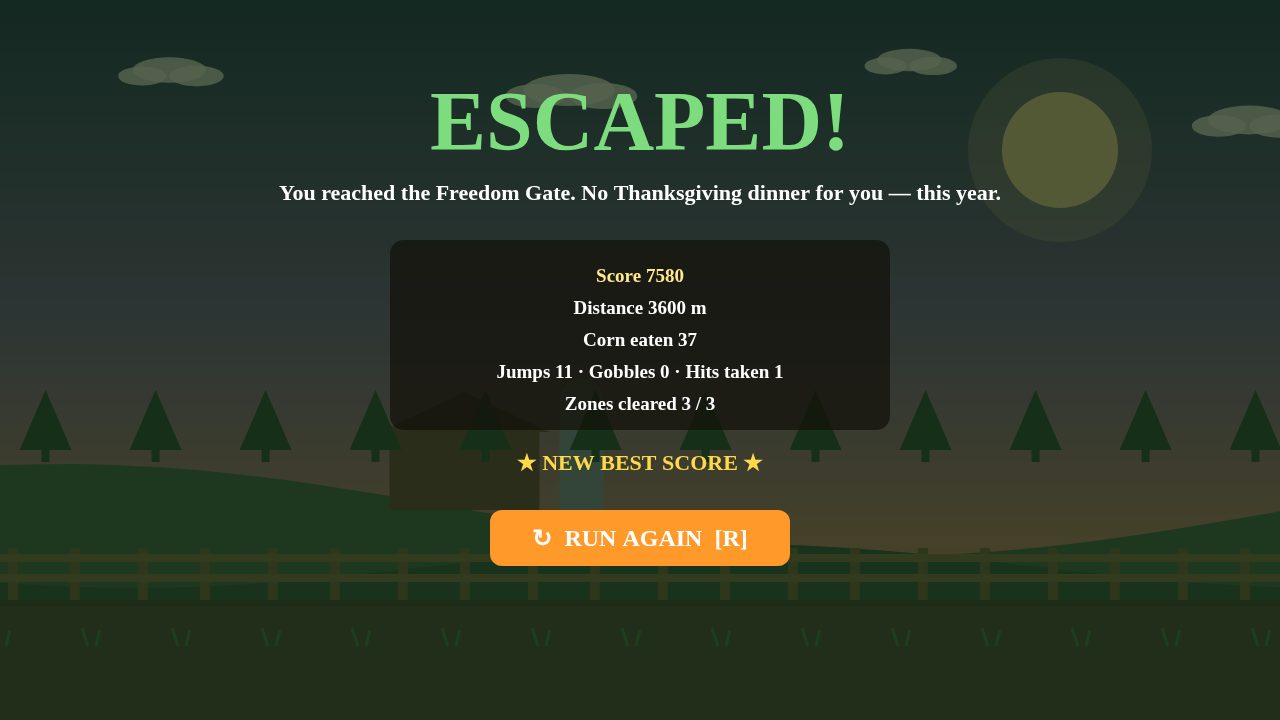 ESCAPED!
You reached the Freedom Gate. No Thanksgiving dinner for you — this year.
Score 7580
Distance 3600 m
Corn eaten 37
Jumps 11 · Gobbles 0 · Hits taken 1
Zones cleared 3 / 3
★ NEW BEST SCORE ★
↻ RUN AGAIN [R]